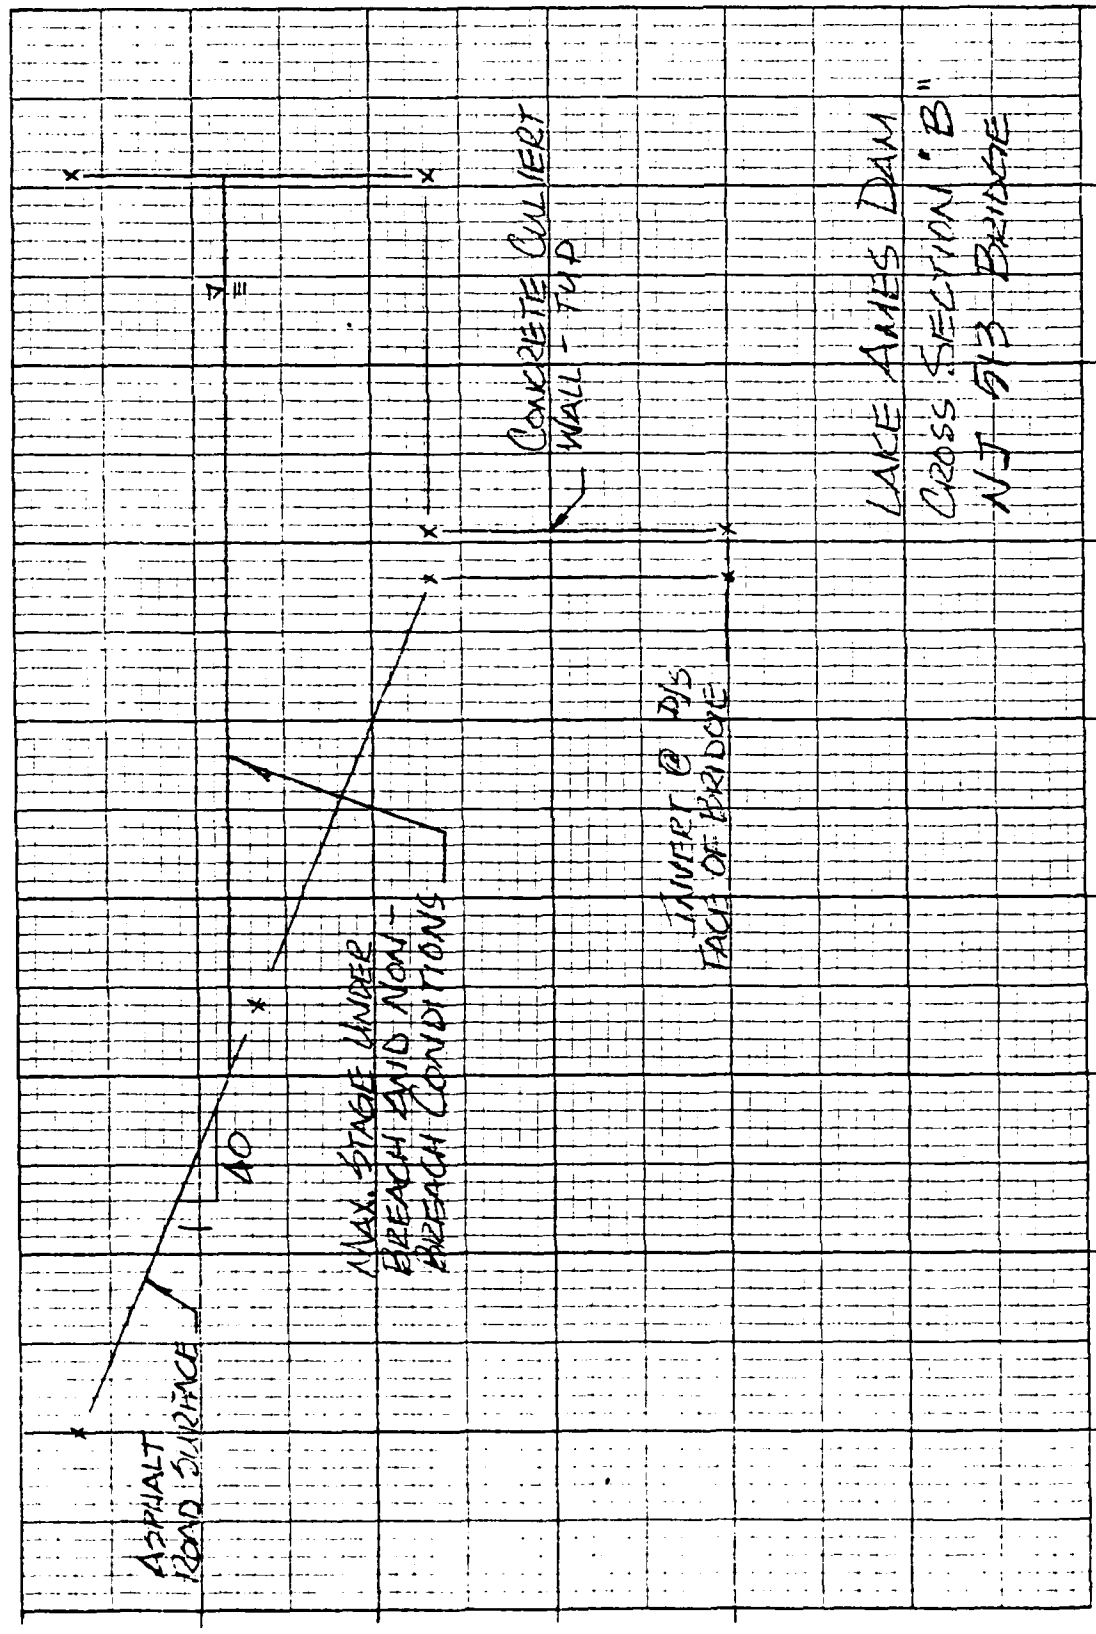 ASPHALT
ROAD SURFACE
1
40
MAX. STAGE UNDER
BREACH AND NON-
BREACH CONDITIONS
INVERT @ D/S
FACE OF BRIDGE
CONCRETE CULVERT
WALL - TYP
LAKE AMES DAM
CROSS SECTION "B"
NJ 513 BRIDGE